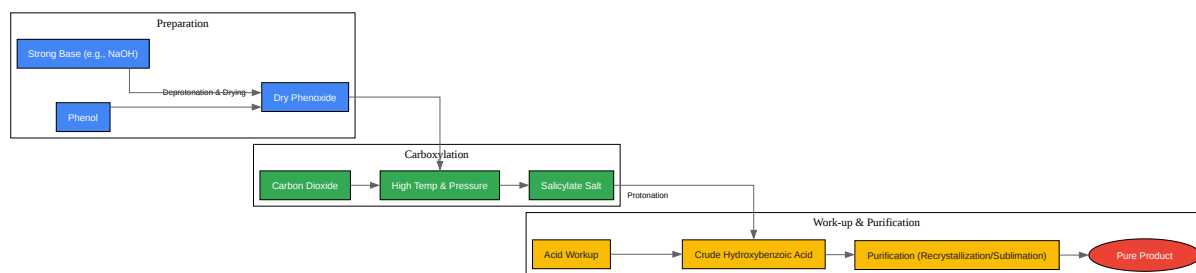 Preparation
Strong Base (e.g., NaOH)
Deprotonation & Drying
Dry Phenoxide
Phenol
Carboxylation
Carbon Dioxide
High Temp & Pressure
Salicylate Salt
Protonation
Work-up & Purification
Acid Workup
Crude Hydroxybenzoic Acid
Purification (Recrystallization/Sublimation)
Pure Product